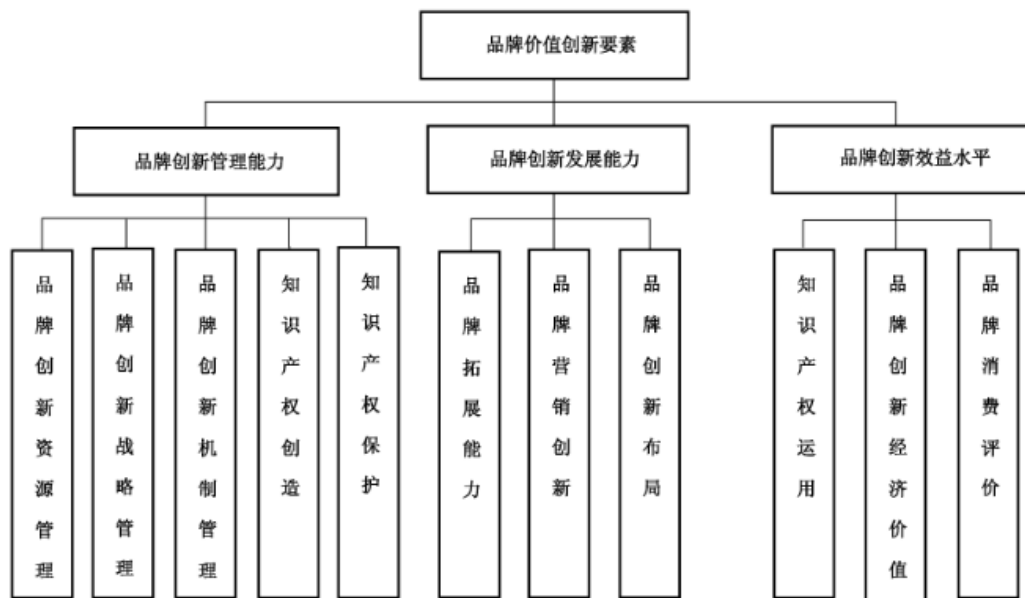 品牌价值创新要素
品牌创新管理能力
品牌创新发展能力
品牌创新效益水平
品牌创新资源管理
品牌创新战略管理
品牌创新机制管理
知识产权创造
知识产权保护
品牌拓展能力
品牌营销创新
品牌创新布局
知识产权运用
品牌创新经济价值
品牌消费评价